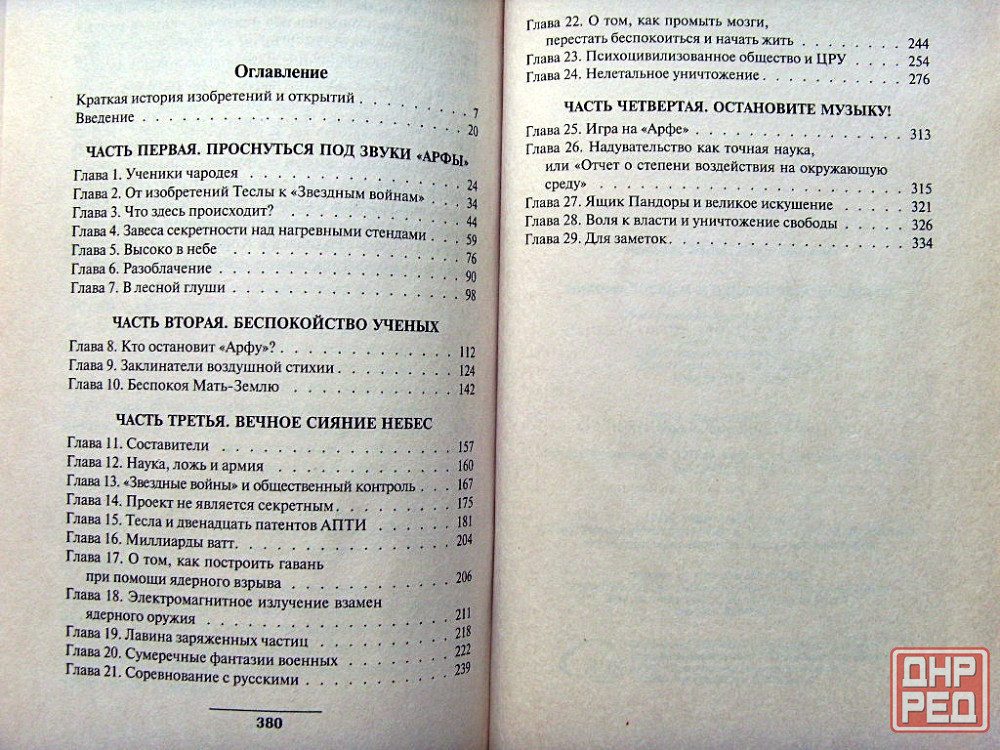 Оглавление
Краткая история изобретений и открытий . . . . . . . . . . 7
Введение . . . . . . . . . . . . . . . . . . . . . . . . . . . . . 20
ЧАСТЬ ПЕРВАЯ. ПРОСНУТЬСЯ ПОД ЗВУКИ «АРФЫ»
Глава 1. Ученики чародея . . . . . . . . . . . . . . . . . . 24
Глава 2. От изобретений Теслы к «Звездным войнам» . . . . 34
Глава 3. Что здесь происходит? . . . . . . . . . . . . . . 44
Глава 4. Завеса секретности над нагревными стендами . . . 59
Глава 5. Высоко в небе . . . . . . . . . . . . . . . . . . . 76
Глава 6. Разоблачение . . . . . . . . . . . . . . . . . . . 90
Глава 7. В лесной глуши . . . . . . . . . . . . . . . . . . 98
ЧАСТЬ ВТОРАЯ. БЕСПОКОЙСТВО УЧЕНЫХ
Глава 8. Кто остановит «Арфу»? . . . . . . . . . . . . . . 112
Глава 9. Заклинатели воздушной стихии . . . . . . . . . . 124
Глава 10. Беспокоя Мать-Землю . . . . . . . . . . . . . . 142
ЧАСТЬ ТРЕТЬЯ. ВЕЧНОЕ СИЯНИЕ НЕБЕС
Глава 11. Составители . . . . . . . . . . . . . . . . . . . 157
Глава 12. Наука, ложь и армия . . . . . . . . . . . . . . 160
Глава 13. «Звездные войны» и общественный контроль . . . 167
Глава 14. Проект не является секретным . . . . . . . . . . 175
Глава 15. Тесла и двенадцать патентов АПТИ . . . . . . . 181
Глава 16. Миллиарды ватт. . . . . . . . . . . . . . . . . . 204
Глава 17. О том, как построить гавань
при помощи ядерного взрыва . . . . . . . . . . . . . . 206
Глава 18. Электромагнитное излучение взамен
ядерного оружия . . . . . . . . . . . . . . . . . . . . 211
Глава 19. Лавина заряженных частиц . . . . . . . . . . . . 218
Глава 20. Сумеречные фантазии военных . . . . . . . . . . 222
Глава 21. Соревнование с русскими . . . . . . . . . . . . 239
380
Глава 22. О том, как промыть мозги,
перестать беспокоиться и начать жить . . . . . . . . 244
Глава 23. Психоцивилизованное общество и ЦРУ . . . . 254
Глава 24. Нелетальное уничтожение . . . . . . . . . . . . 276
ЧАСТЬ ЧЕТВЕРТАЯ. ОСТАНОВИТЕ МУЗЫКУ!
Глава 25. Игра на «Арфе» . . . . . . . . . . . . . . . . . . 313
Глава 26. Надувательство как точная наука,
или «Отчет о степени воздействия на окружающую
среду» . . . . . . . . . . . . . . . . . . . . . . . . . . 315
Глава 27. Ящик Пандоры и великое искушение . . . . . . 321
Глава 28. Воля к власти и уничтожение свободы . . . . . 326
Глава 29. Для заметок. . . . . . . . . . . . . . . . . . . . 334
ДНР
РЕД